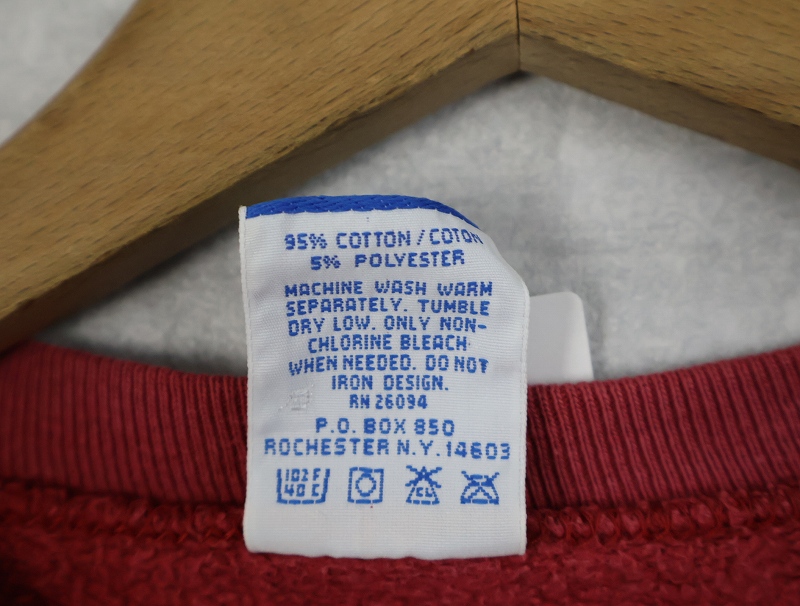 95% COTTON/COTON
5% POLYESTER
MACHINE WASH WARM
SEPARATELY. TUMBLE
DRY LOW. ONLY NON-
CHLORINE BLEACH
WHEN NEEDED. DO NOT
IRON DESIGN.
RN 26094
P.O. BOX 850
ROCHESTER N.Y. 14603
102 F
40 C
CL